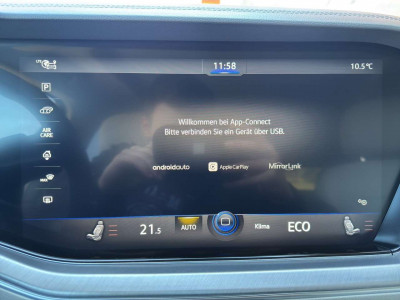 11:58
10.5 °C
P
AIR
CARE
Willkommen bei App-Connect
Bitte verbinden Sie ein Gerät über USB.
androidauto Apple CarPlay MirrorLink
21.5 AUTO Klima ECO